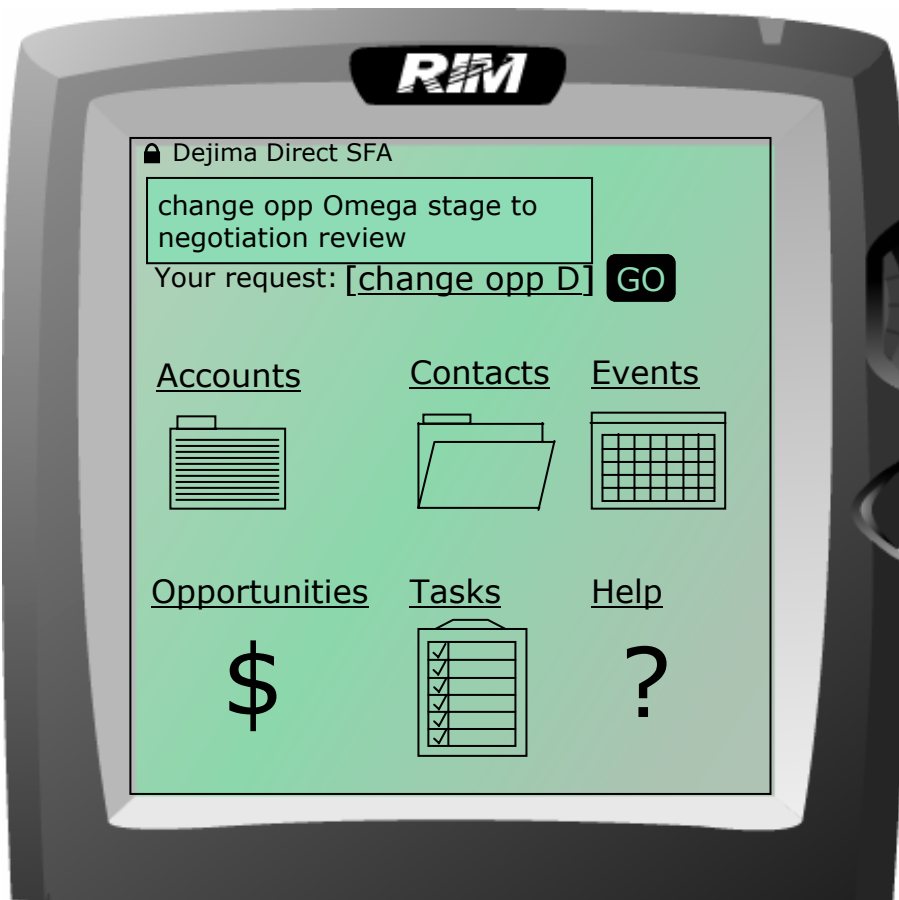 RIM
Dejima Direct SFA
change opp Omega stage to
negotiation review
Your request: [change opp D] GO
Accounts Contacts Events
Opportunities Tasks Help
$ ?